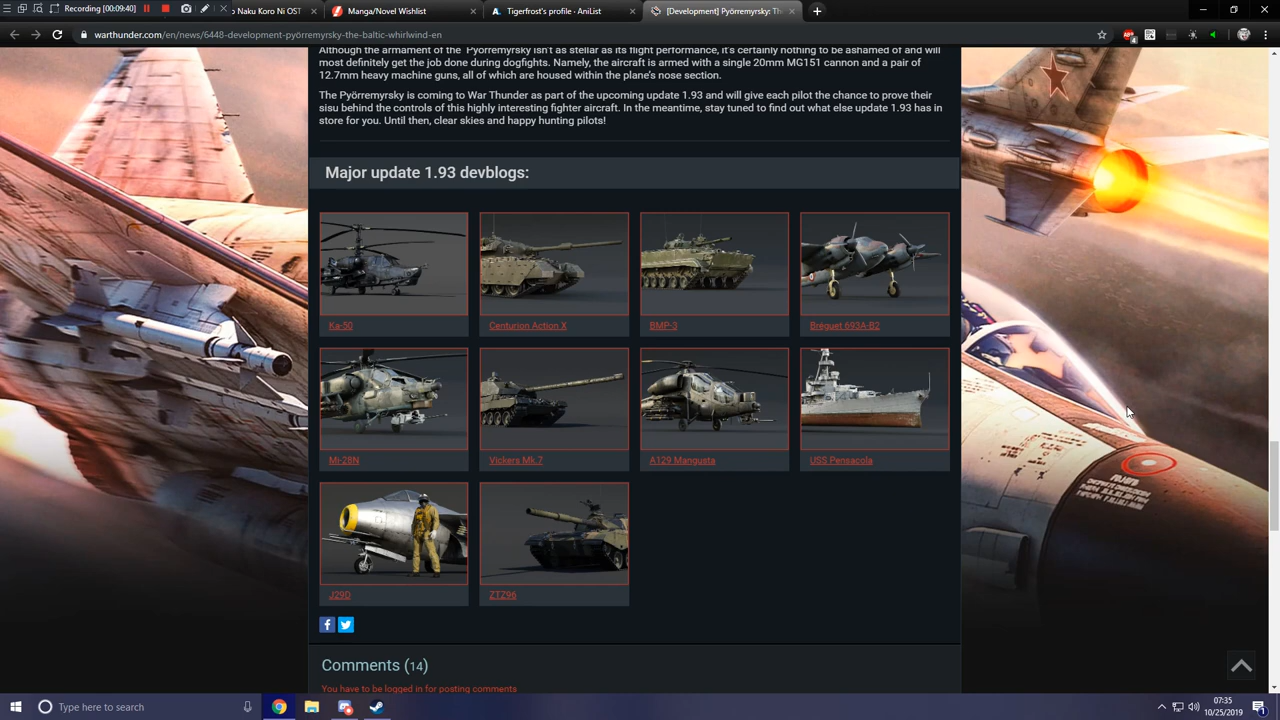 Recording [00:09:40]
o Naku Koro Ni OST
Manga/Novel Wishlist
Tigerfrost's profile · AniList
[Development] Pyörremyrsky: The
warthunder.com/en/news/6448-development-pyörremyrsky-the-baltic-whirlwind-en
Although the armament of the Pyörremyrsky isn't as stellar as its flight performance, it's certainly nothing to be ashamed of and will
most definitely get the job done during dogfights. Namely, the aircraft is armed with a single 20mm MG151 cannon and a pair of
12.7mm heavy machine guns, all of which are housed within the plane's nose section.
The Pyörremyrsky is coming to War Thunder as part of the upcoming update 1.93 and will give each pilot the chance to prove their
sisu behind the controls of this highly interesting fighter aircraft. In the meantime, stay tuned to find out what else update 1.93 has in
store for you. Until then, clear skies and happy hunting pilots!
Major update 1.93 devblogs:
Ka-50
Centurion Action X
BMP-3
Breguet 693A-B2
Mi-28N
Vickers Mk.7
A129 Mangusta
USS Pensacola
J29D
ZTZ96
Comments (14)
You have to be logged in for posting comments
Type here to search
07:35
10/25/2019
1